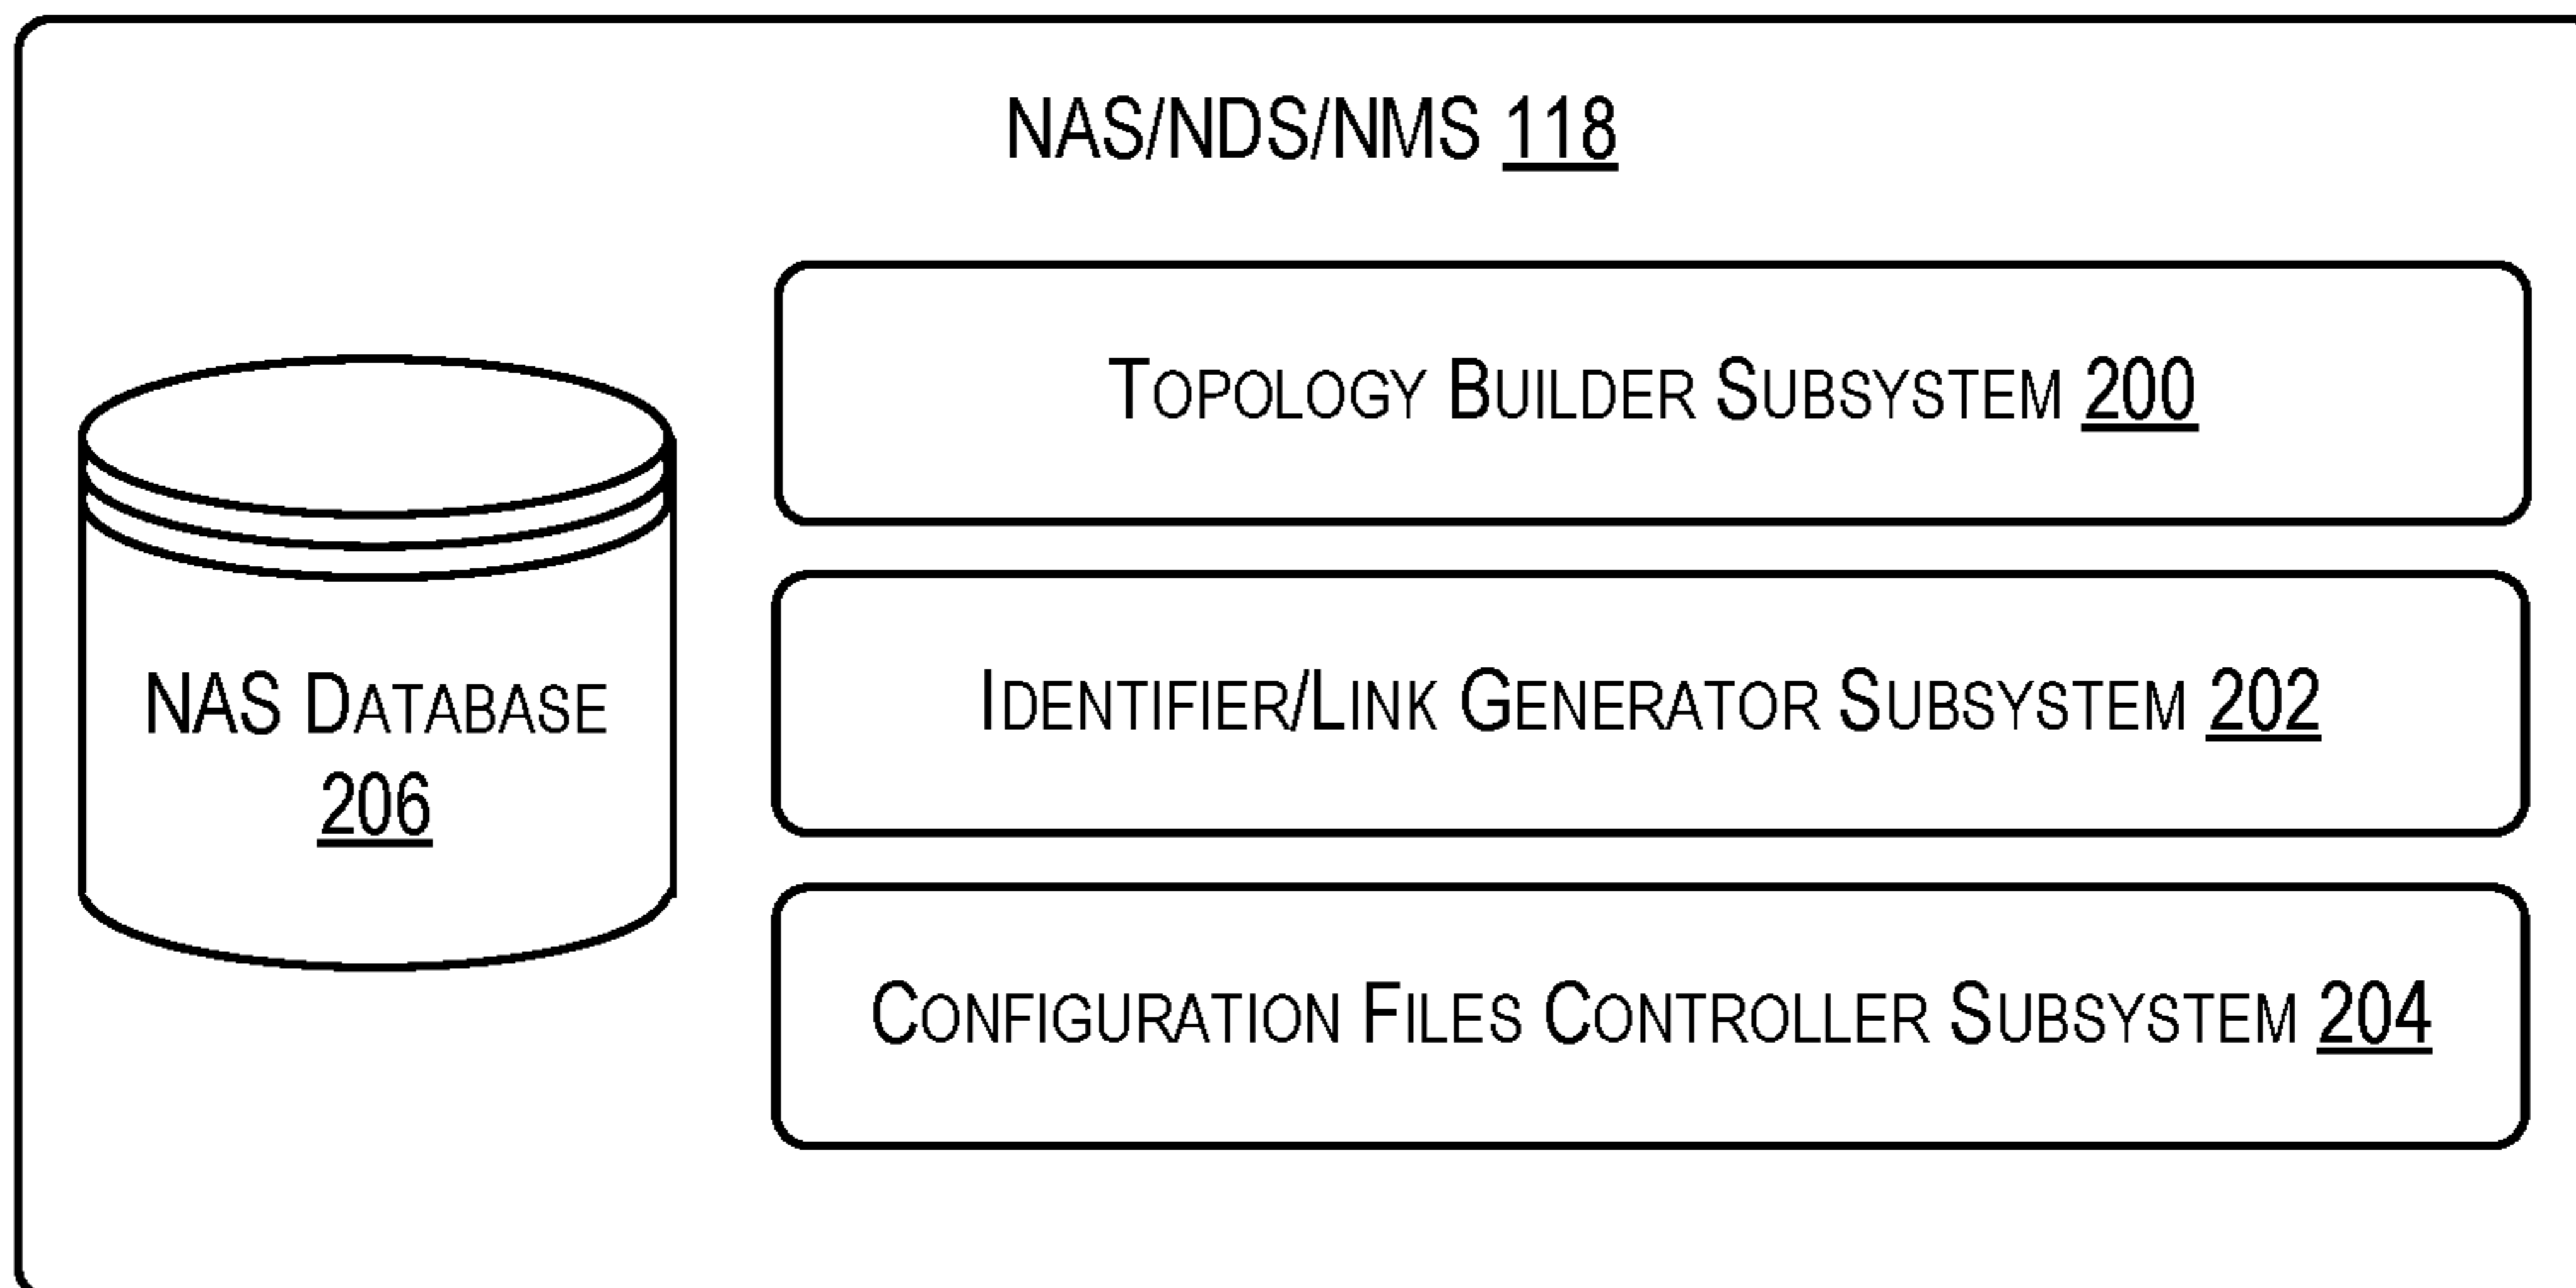 NAS/NDS/NMS 118
TOPOLOGY BUILDER SUBSYSTEM 200
IDENTIFIER/LINK GENERATOR SUBSYSTEM 202
NAS DATABASE
206
CONFIGURATION FILES CONTROLLER SUBSYSTEM 204